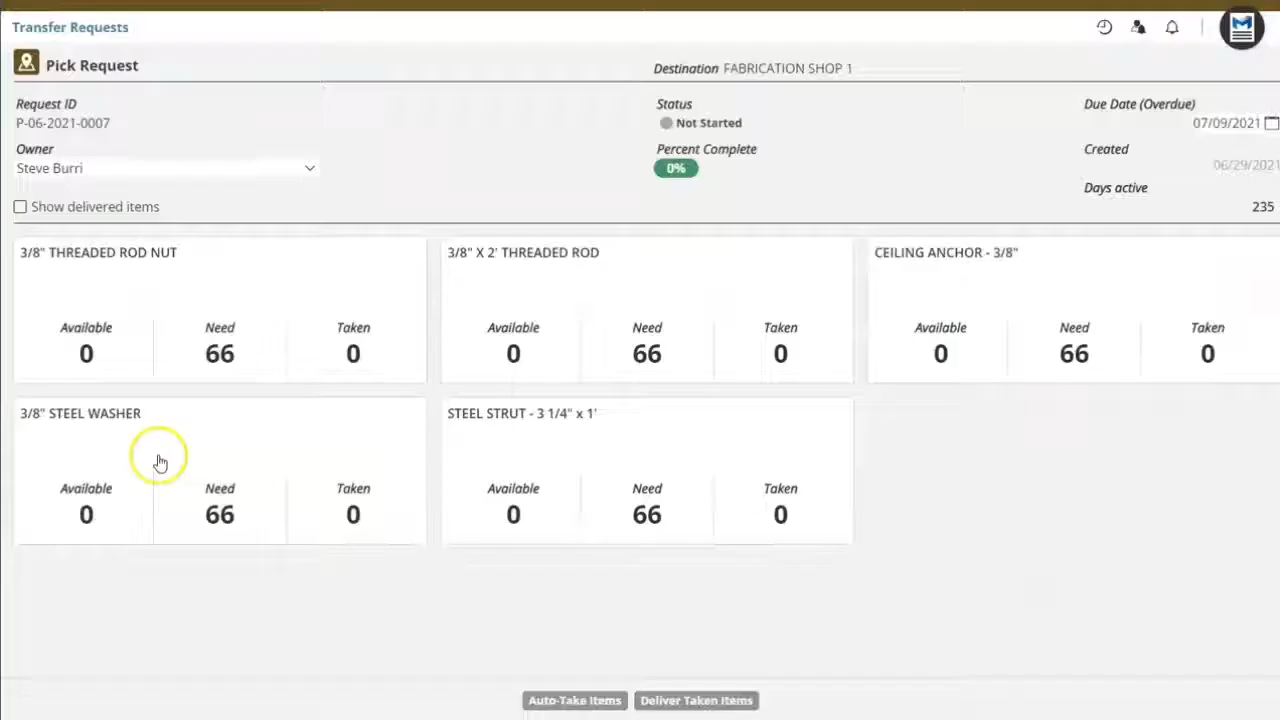 Transfer Requests
Pick Request
Destination FABRICATION SHOP 1
Request ID
P-06-2021-0007
Status
Not Started
Due Date (Overdue)
07/09/2021
Owner
Steve Burri
Percent Complete
0%
Created
06/29/2021
Days active
235
Show delivered items
3/8" THREADED ROD NUT
Available Need Taken
0 66 0
3/8" X 2' THREADED ROD
Available Need Taken
0 66 0
CEILING ANCHOR - 3/8"
Available Need Taken
0 66 0
3/8" STEEL WASHER
Available Need Taken
0 66 0
STEEL STRUT - 3 1/4" x 1'
Available Need Taken
0 66 0
Auto-Take Items Deliver Taken Items